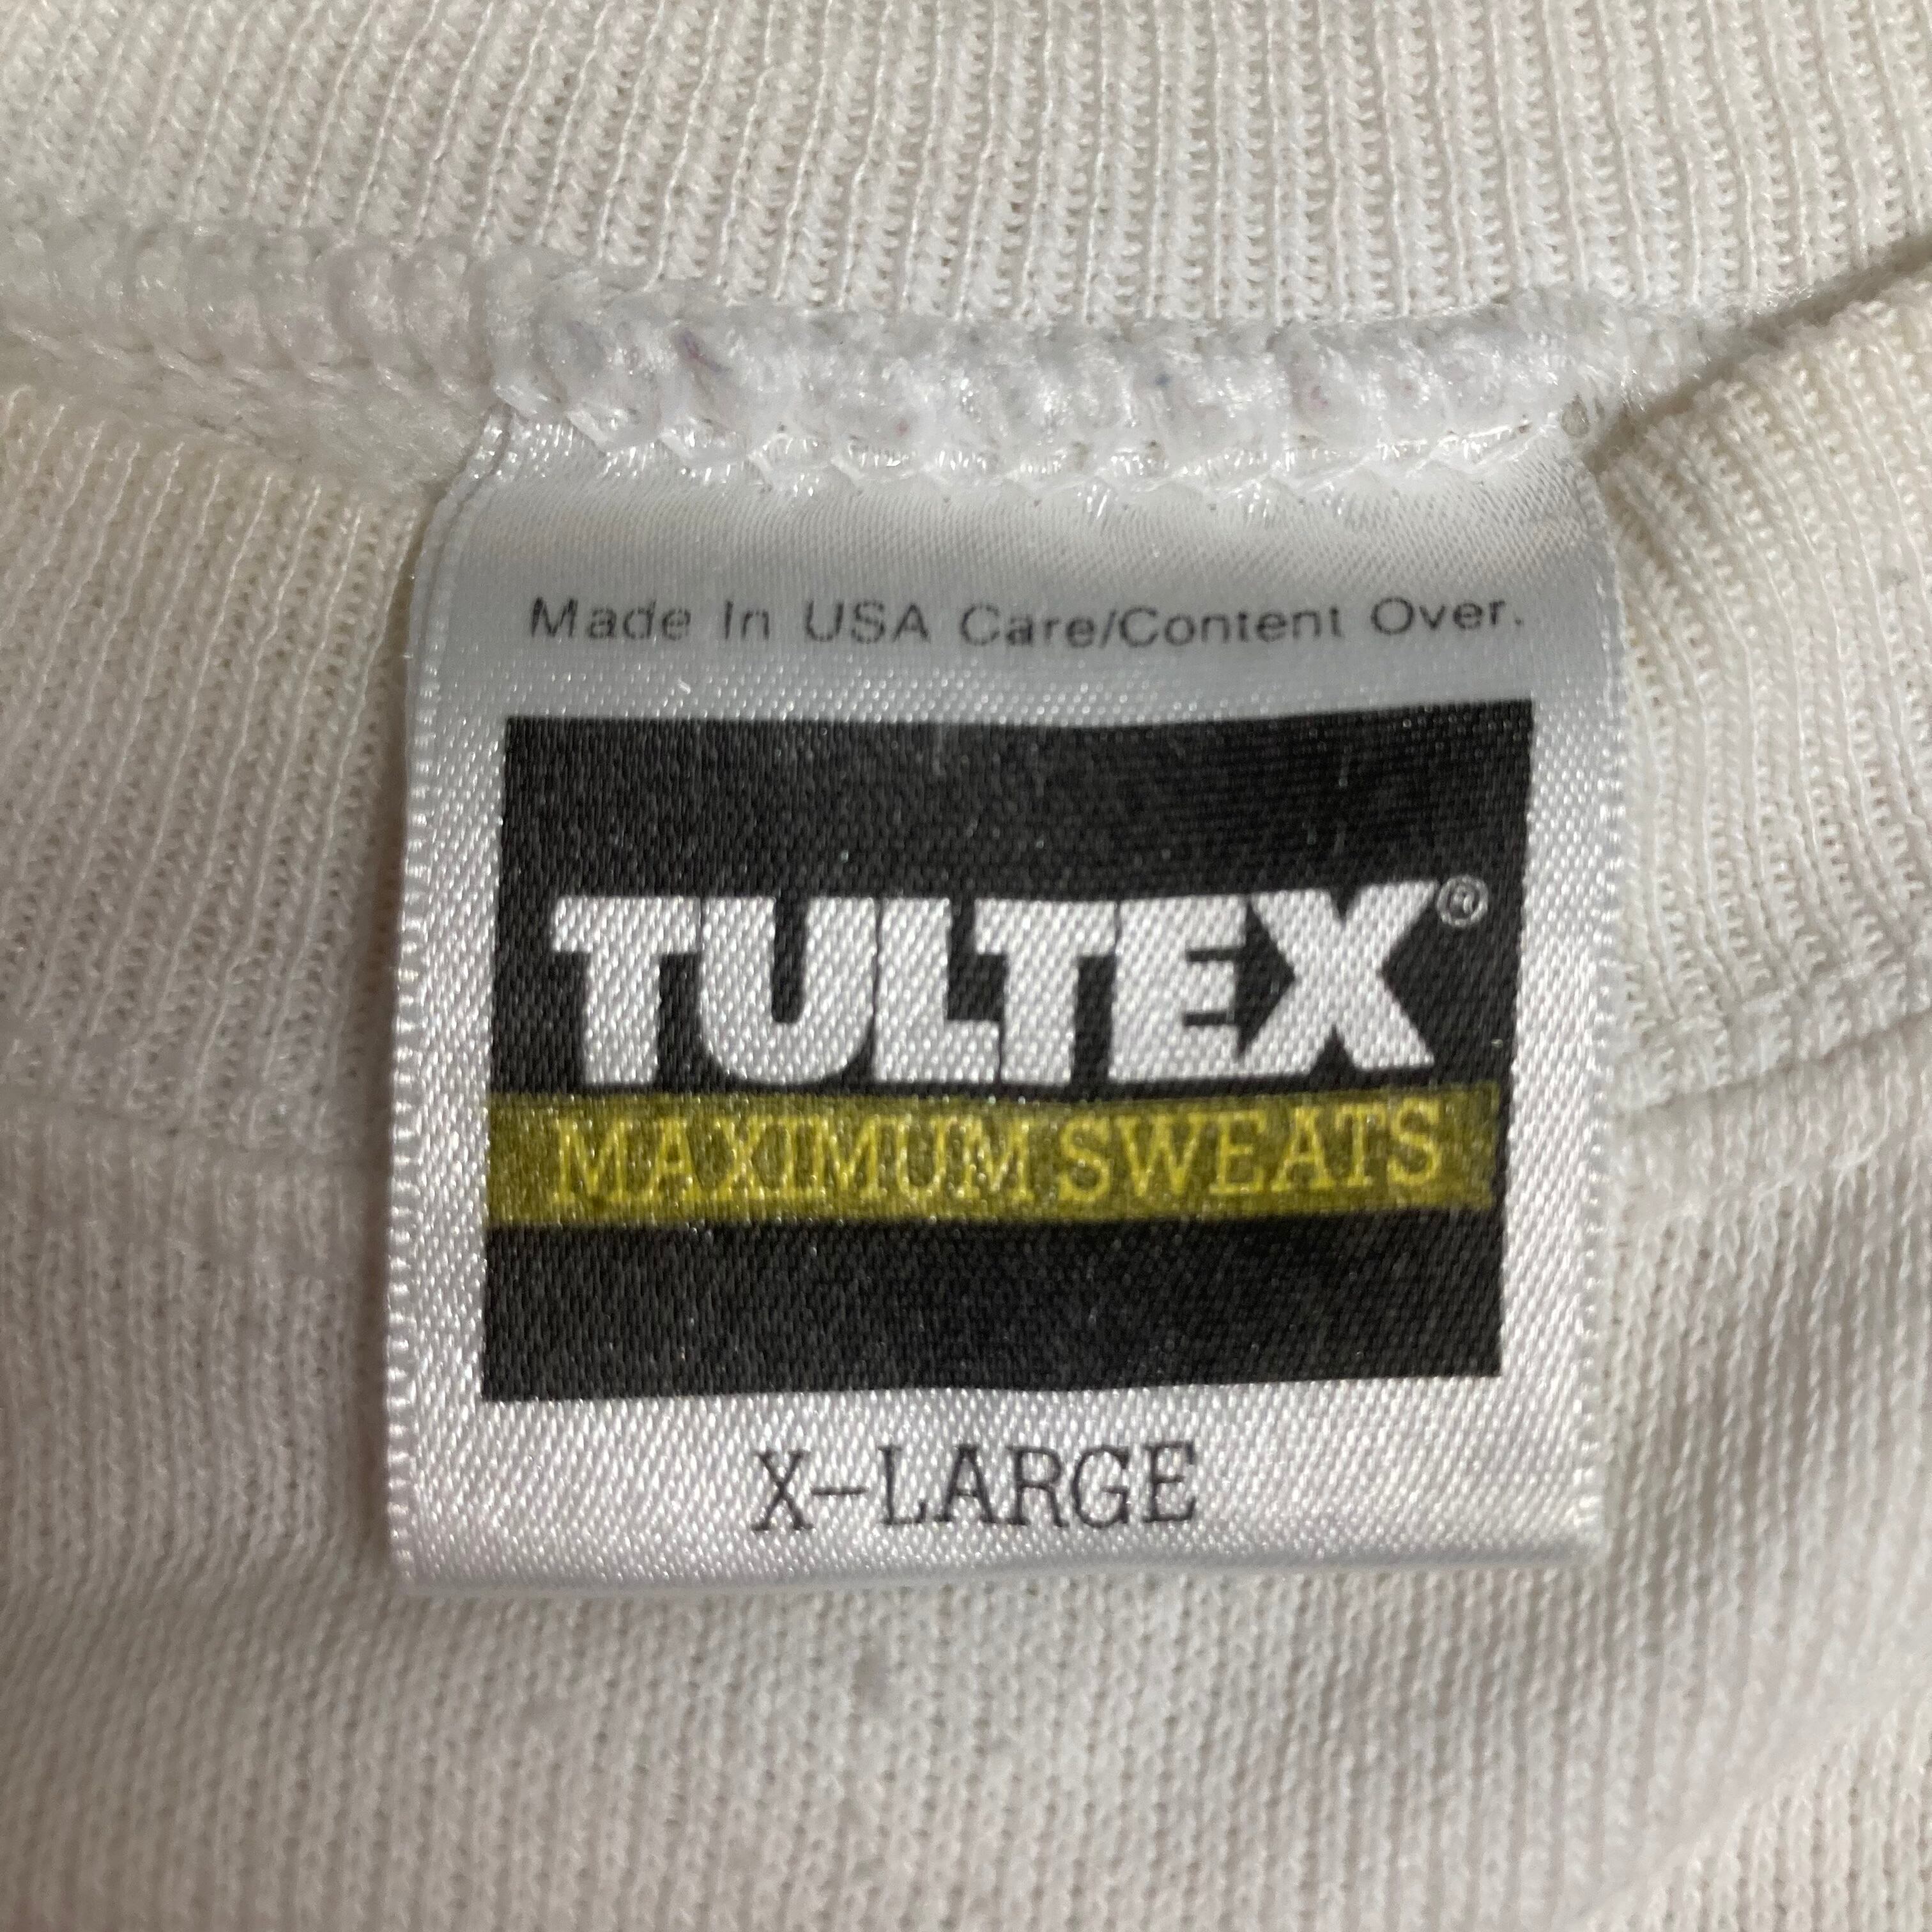 Made In USA Care/Content Over.
TULTEX®
MAXIMUM SWEATS
X-LARGE